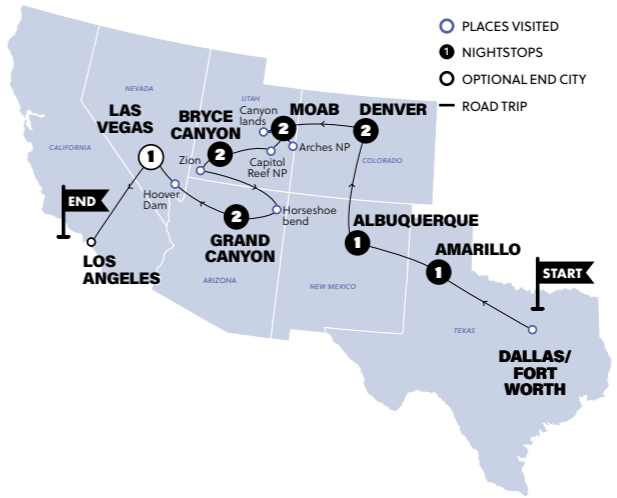 PLACES VISITED
1 NIGHTSTOPS
OPTIONAL END CITY
ROAD TRIP
NEVADA
UTAH
Canyon
lands
MOAB
2
DENVER
2
LAS
VEGAS
1
BRYCE
CANYON
2
Arches NP
COLORADO
CALIFORNIA
Zion
Capitol
Reef NP
Hoover
Dam
END
Horseshoe
bend
2
GRAND
CANYON
ALBUQUERQUE
1
AMARILLO
1
START
LOS
ANGELES
ARIZONA
NEW MEXICO
TEXAS
DALLAS/
FORT
WORTH